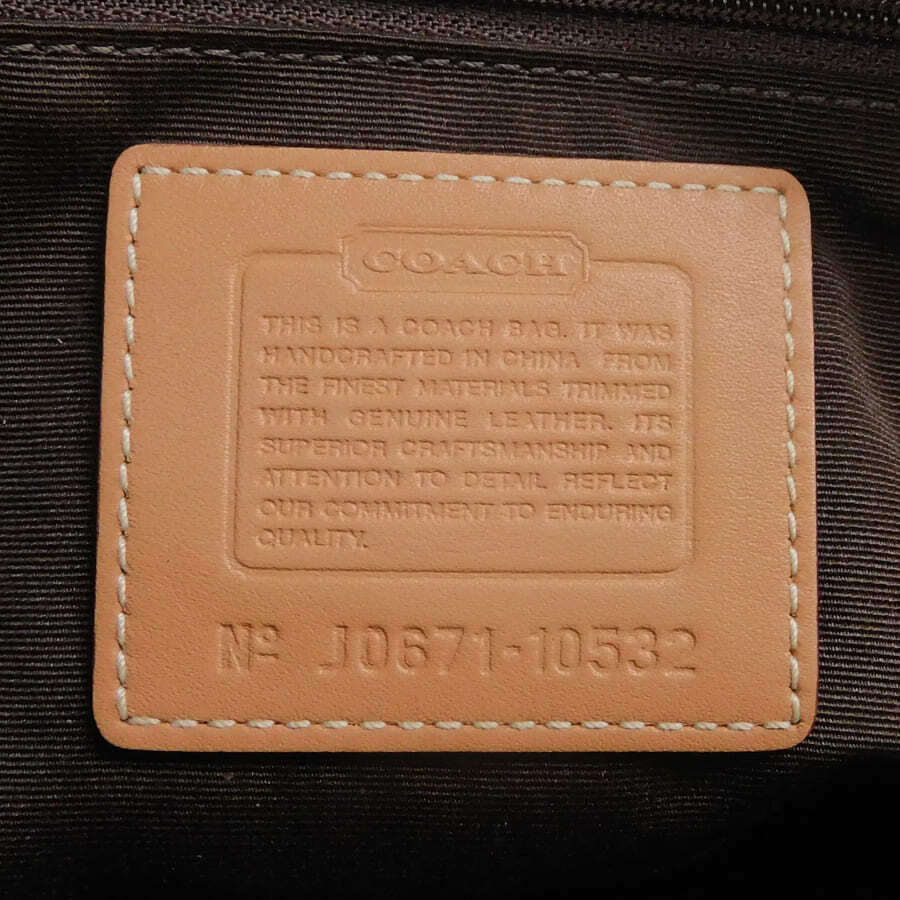 COACH
THIS IS A COACH BAG. IT WAS
HANDCRAFTED IN CHINA FROM
THE FINEST MATERIALS TRIMMED
WITH GENUINE LEATHER. ITS
SUPERIOR CRAFTSMANSHIP AND
ATTENTION TO DETAIL REFLECT
OUR COMMITMENT TO ENDURING
QUALITY.
Nº J0671-10532